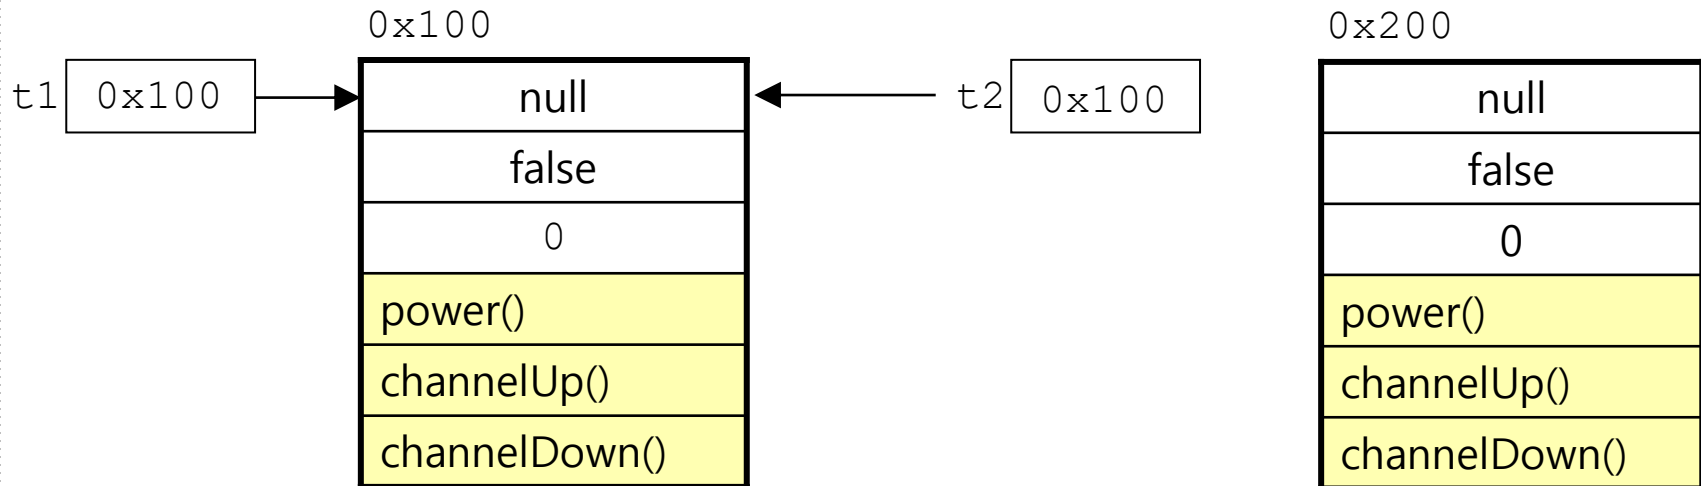 0x100
0x200
t1 0x100
null
t2 0x100
null
false
false
0
0
power()
power()
channelUp()
channelUp()
channelDown()
channelDown()